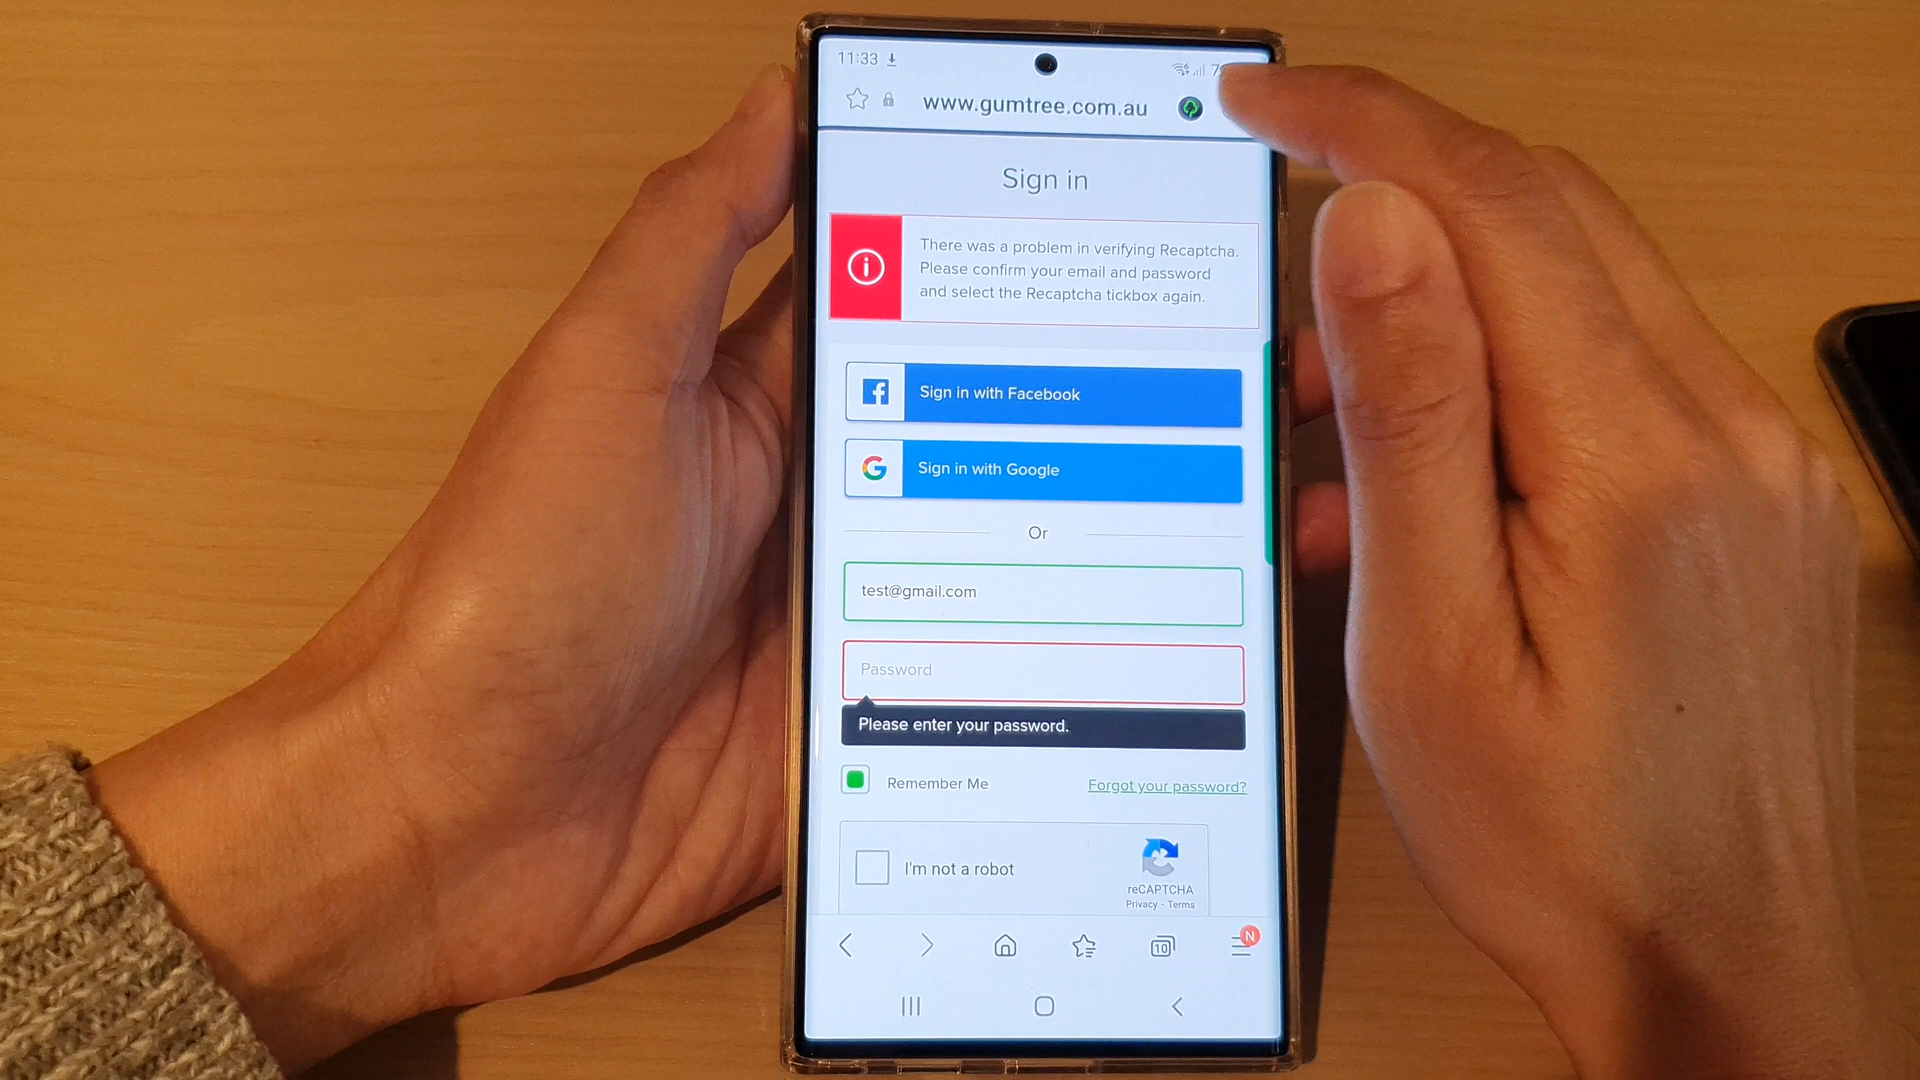 11:33
www.gumtree.com.au
Sign in
There was a problem in verifying Recaptcha.
Please confirm your email and password
and select the Recaptcha tickbox again.
Sign in with Facebook
Sign in with Google
Or
test@gmail.com
Password
Please enter your password.
Remember Me
Forgot your password?
I'm not a robot
reCAPTCHA
Privacy - Terms
10
N